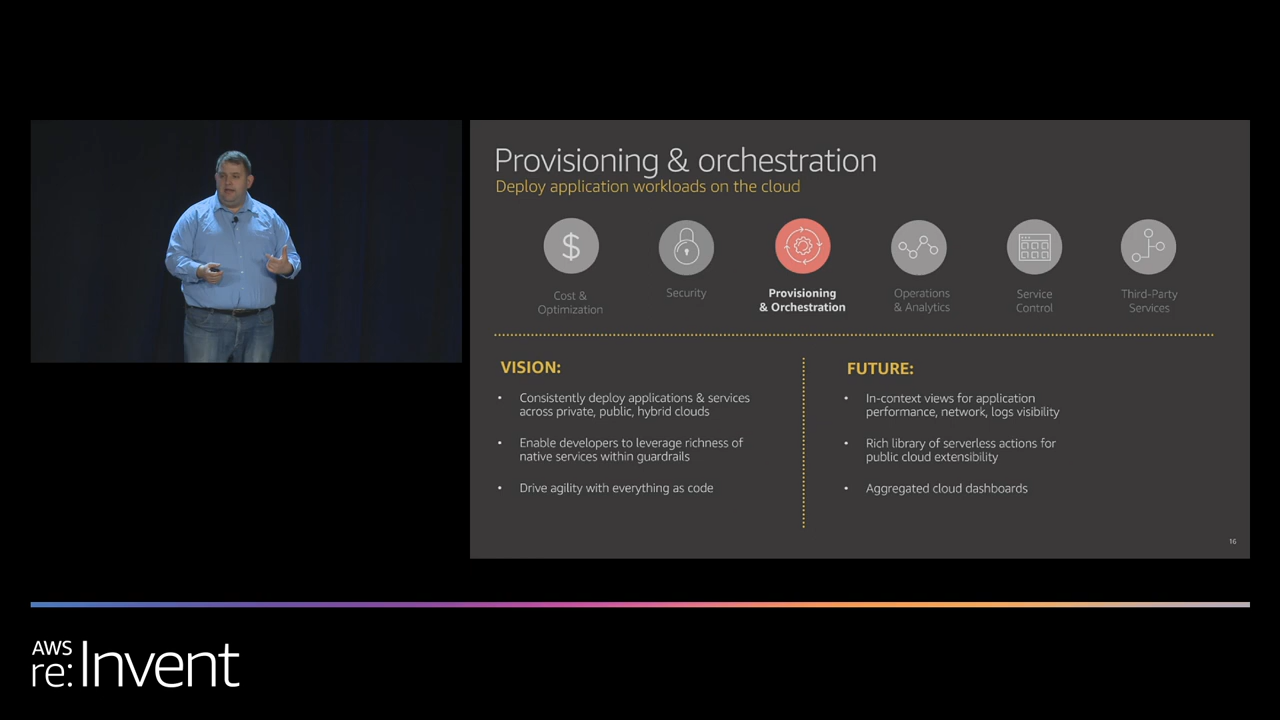 Provisioning & orchestration
Deploy application workloads on the cloud
$
Cost &
Optimization
Security
Provisioning
& Orchestration
Operations
& Analytics
Service
Control
Third-Party
Services
VISION:
• Consistently deploy applications & services
across private, public, hybrid clouds
• Enable developers to leverage richness of
native services within guardrails
• Drive agility with everything as code
FUTURE:
• In-context views for application
performance, network, logs visibility
• Rich library of serverless actions for
public cloud extensibility
• Aggregated cloud dashboards
16
AWS
re:Invent